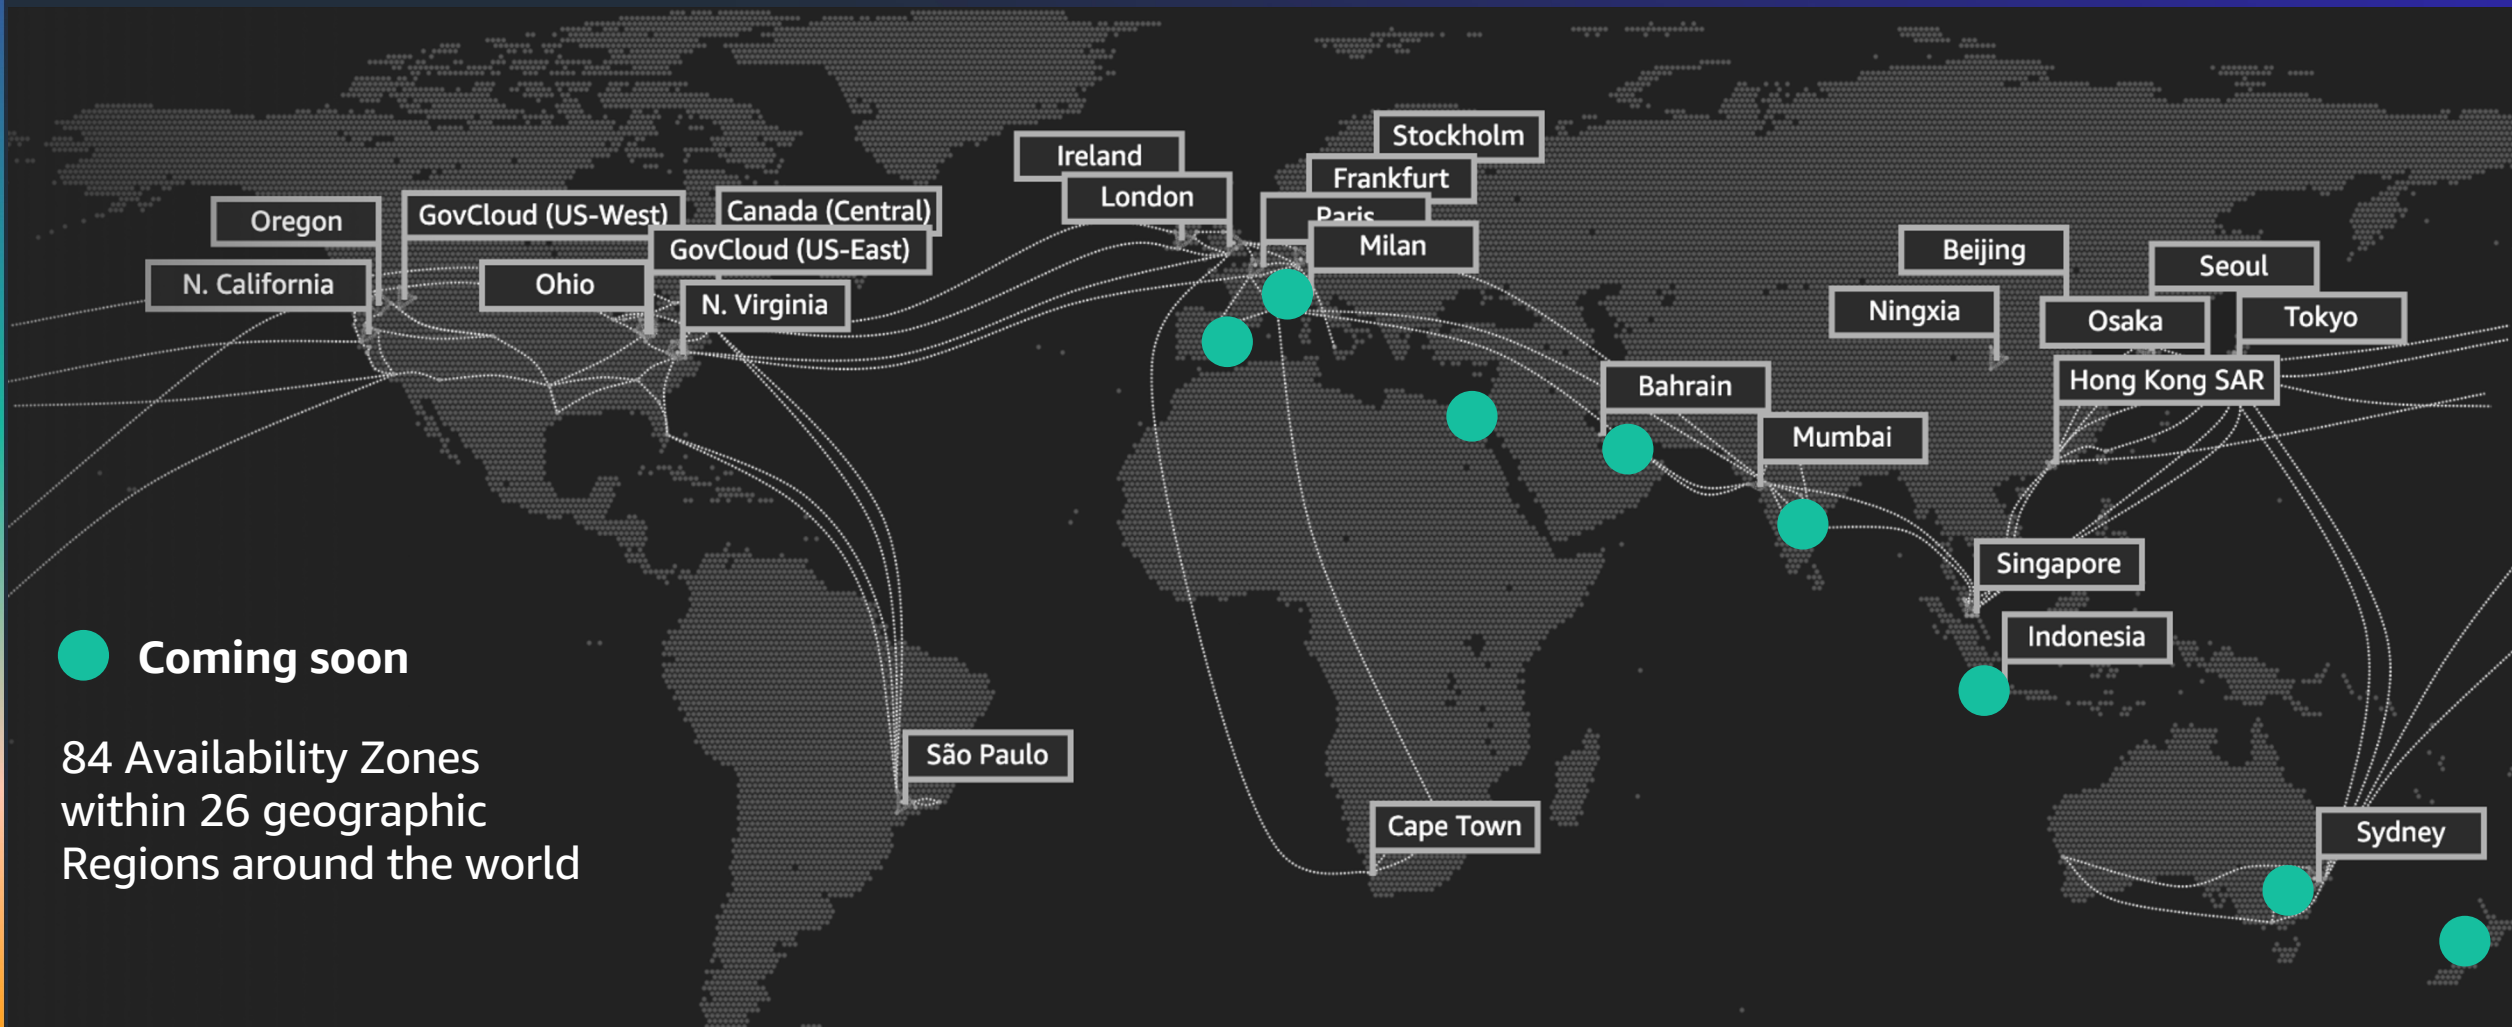 Stockholm
Ireland
Frankfurt
London
Paris
Milan
Oregon
GovCloud (US-West)
Canada (Central)
GovCloud (US-East)
N. California
Ohio
N. Virginia
Beijing
Seoul
Ningxia
Osaka
Tokyo
Hong Kong SAR
Bahrain
Mumbai
Singapore
Indonesia
São Paulo
Cape Town
Sydney
Coming soon
84 Availability Zones
within 26 geographic
Regions around the world